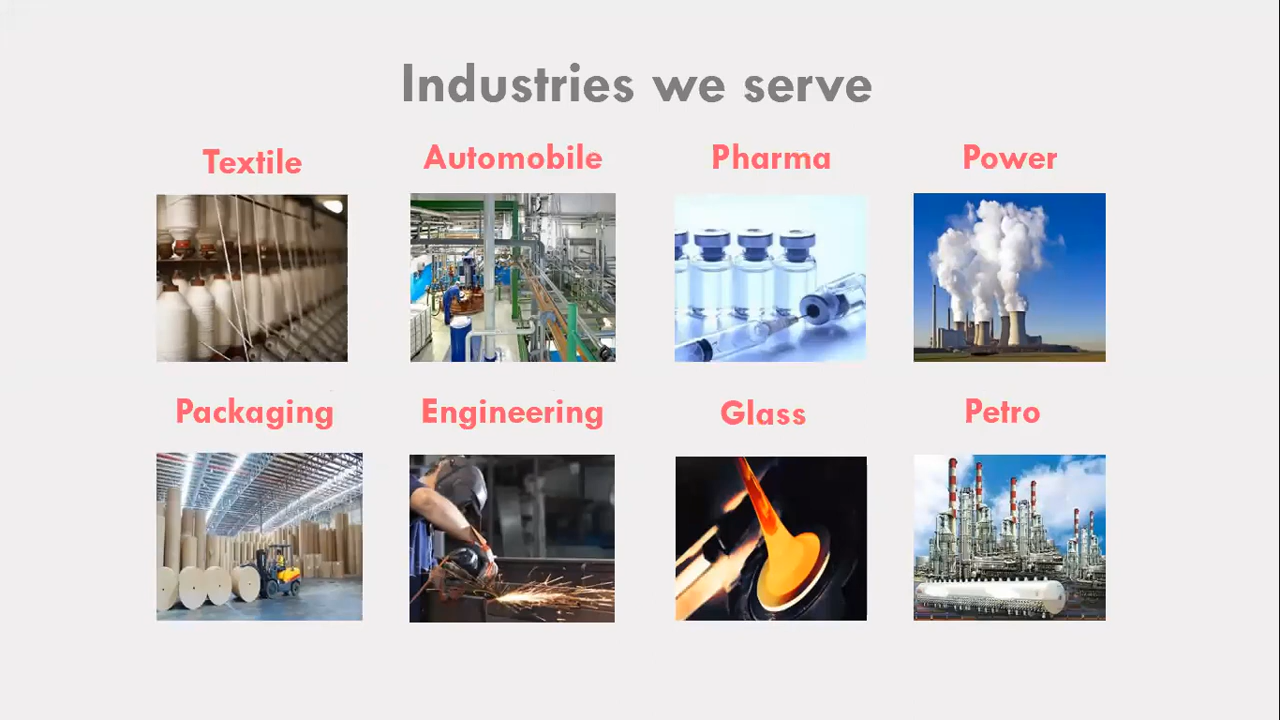 Industries we serve
Textile
Automobile
Pharma
Power
Packaging
Engineering
Glass
Petro